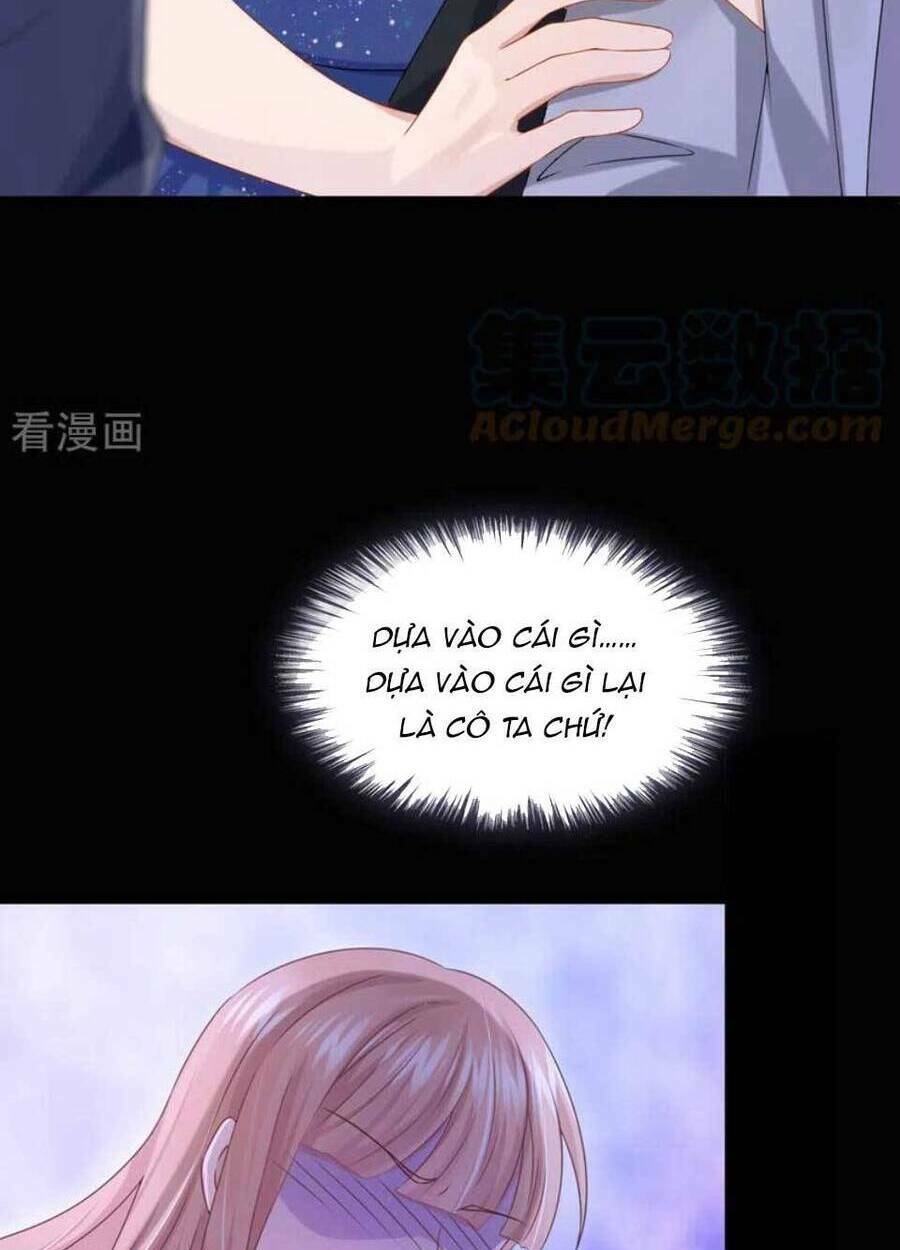 集云数据
ACloudMerge.com
看漫画
DỰA VÀO CÁI GÌ......
DỰA VÀO CÁI GÌ LẠI
LÀ CÔ TA CHỨ!